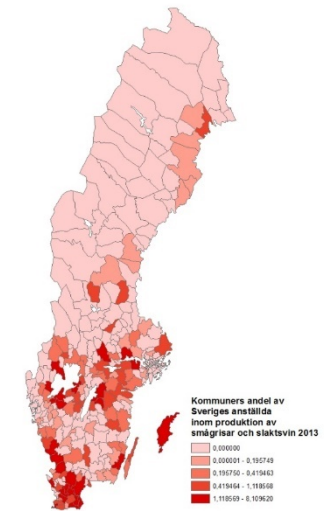 Kommuners andel av
Sveriges anställda
inom produktion av
smågrisar och slaktsvin 2013
0,000000
0,000001 - 0,195749
0,195750 - 0,419463
0,419464 - 1,118568
1,118569 - 8,109620